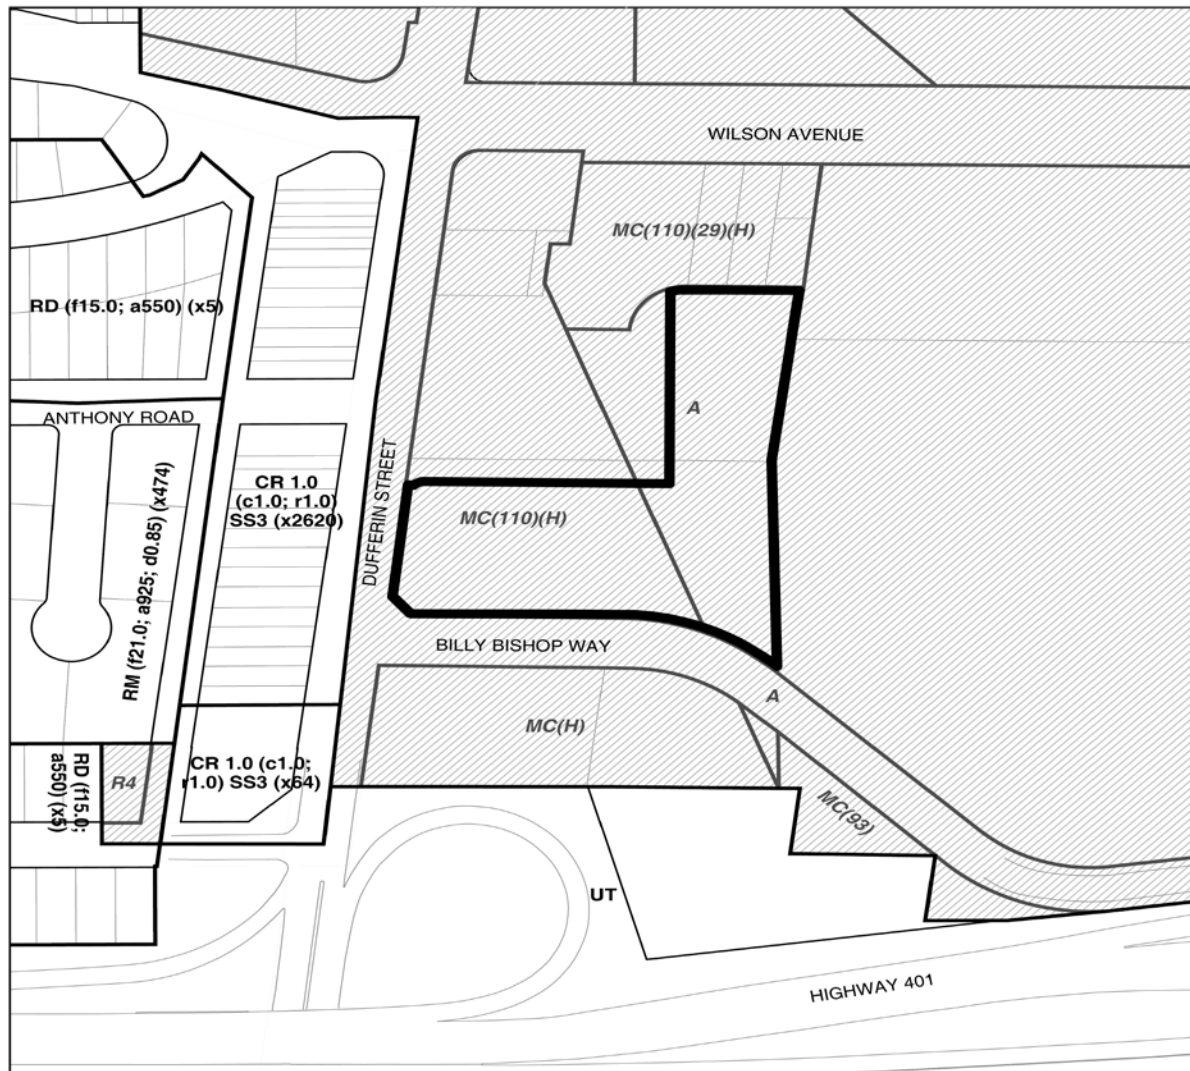 WILSON AVENUE
MC(110)(29)(H)
RD (f15.0; a550) (x5)
A
ANTHONY ROAD
CR 1.0
(c1.0; r1.0)
SS3 (x2620)
DUFFERIN STREET
MC(110)(H)
RM (f21.0; a925; d0.85) (x474)
BILLY BISHOP WAY
A
MC(H)
RD (f15.0;
a550) (x5)
R4
CR 1.0 (c1.0;
r1.0) SS3 (x64)
MC(93)
UT
HIGHWAY 401